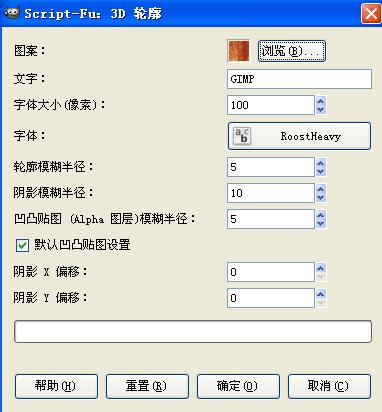 Script-Fu: 3D 轮廓
图案：
浏览(B)...
文字：
GIMP
字体大小(像素)：
100
字体：
abc
RoostHeavy
轮廓模糊半径：
5
阴影模糊半径：
10
凹凸贴图 (Alpha 图层)模糊半径：
5
默认凹凸贴图设置
阴影 X 偏移：
0
阴影 Y 偏移：
0
帮助(H)
重置(R)
确定(O)
取消(C)